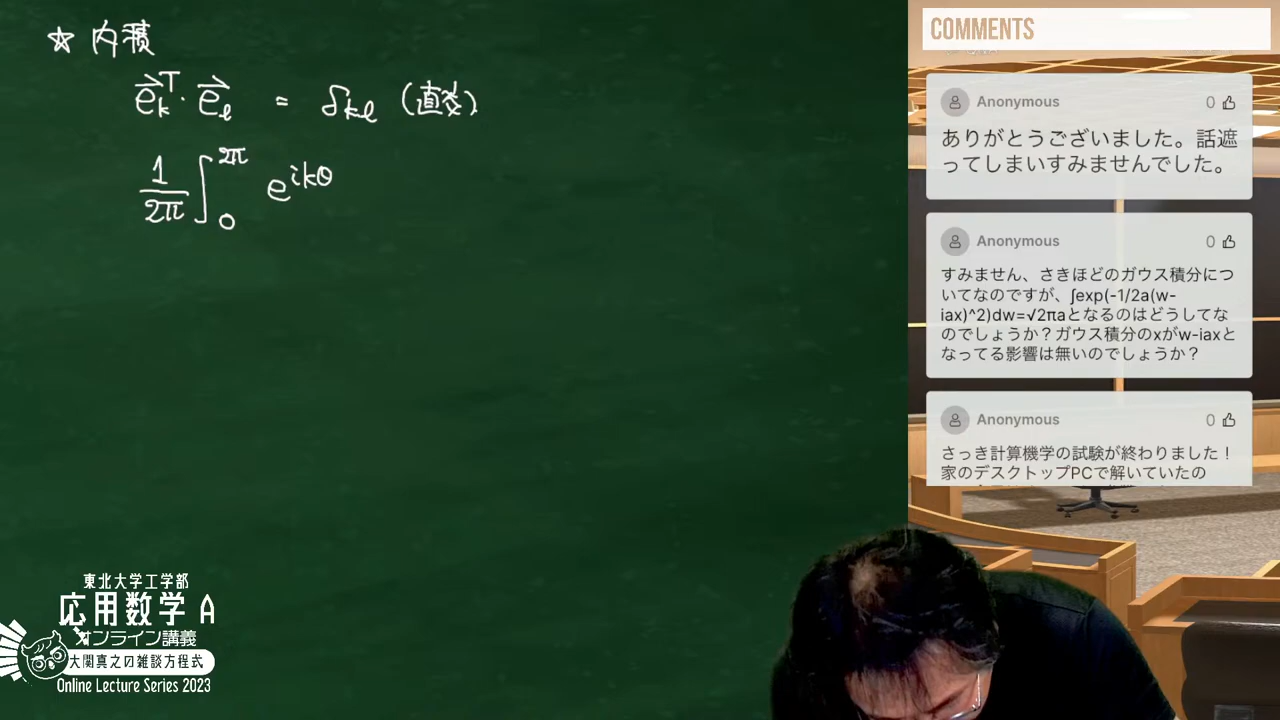 ☆ 内積
\vec{e}_k^T・\vec{e}_l = δ_{kl} (直交)
\frac{1}{2π}∫_0^{2π} e^{ikθ}
COMMENTS
Anonymous 0
ありがとうございました。話遮
ってしまいすみませんでした。
Anonymous 0
すみません、さきほどのガウス積分につ
いてなのですが、∫exp(-1/2a(w-
iax)^2)dw=√2πaとなるのはどうしてな
のでしょうか？ガウス積分のxがw-iaxと
なってる影響は無いのでしょうか？
Anonymous 0
さっき計算機学の試験が終わりました！
家のデスクトップPCで解いていたの
東北大学工学部
応用数学 A
オンライン講義
大関真之の雑談方程式
Online Lecture Series 2023